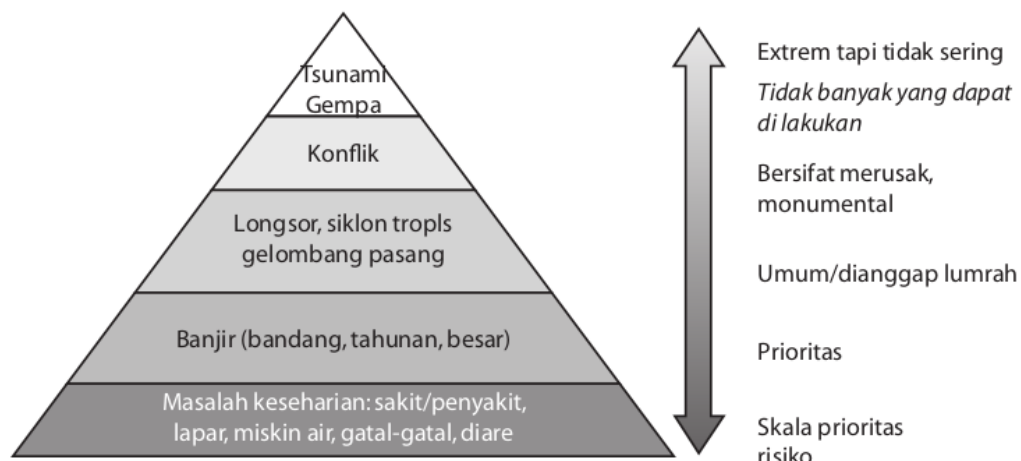 Tsunami
Gempa
Konflik
Longsor, siklon tropls
gelombang pasang
Banjir (bandang, tahunan, besar)
Masalah keseharian: sakit/penyakit,
lapar, miskin air, gatal-gatal, diare
Extrem tapi tidak sering
Tidak banyak yang dapat
di lakukan
Bersifat merusak,
monumental
Umum/dianggap lumrah
Prioritas
Skala prioritas
risiko